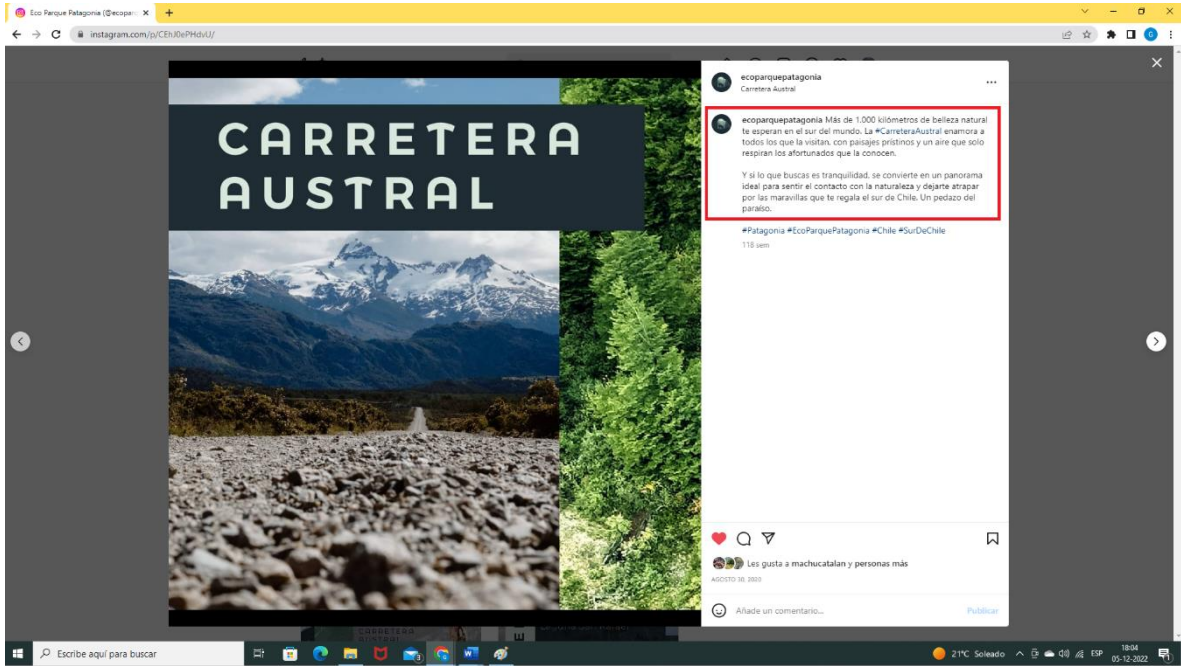 Eco Parque Patagonia (@ecopar
instagram.com/p/CEhJ0ePHdvU/
G
CARRETERA
AUSTRAL
ecoparquepatagonia
Carretera Austral
ecoparquepatagonia Más de 1.000 kilómetros de belleza natural
te esperan en el sur del mundo. La #CarreteraAustral enamora a
todos los que la visitan, con paisajes prístinos y un aire que solo
respiran los afortunados que la conocen.
Y si lo que buscas es tranquilidad, se convierte en un panorama
ideal para sentir el contacto con la naturaleza y dejarte atrapar
por las maravillas que te regala el sur de Chile. Un pedazo del
paraíso.
#Patagonia #EcoParquePatagonia #Chile #SurDeChile
118 sem
Les gusta a machucatalan y personas más
AGOSTO 30, 2020
Añade un comentario...
Publicar
CARRETERA
AUSTRAL
Escribe aquí para buscar
21°C Soleado
ESP
18:04
05-12-2022